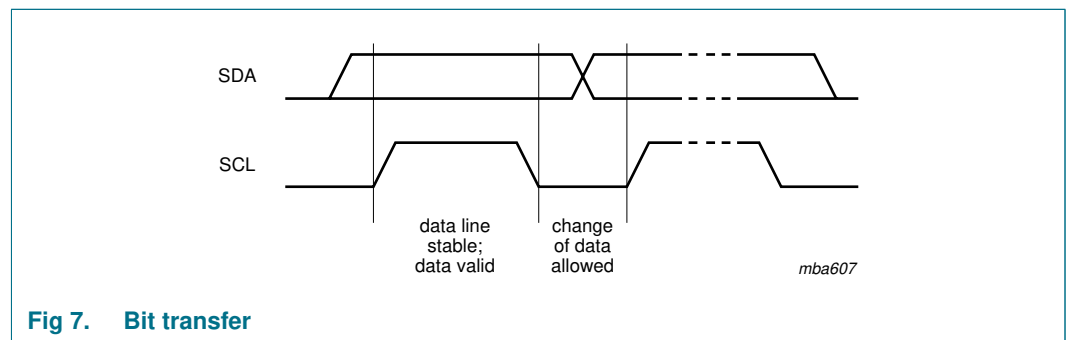 SDA
SCL
data line
stable;
data valid
change
of data
allowed
mba607
Fig 7. Bit transfer